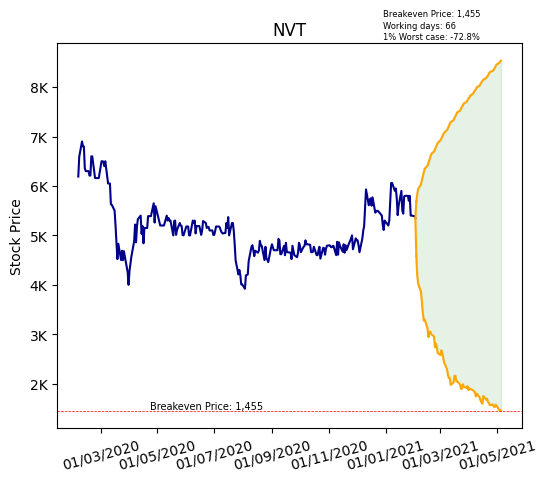 Breakeven Price: 1,455
Working days: 66
1% Worst case: -72.8%
NVT
Stock Price
8K
7K
6K
5K
4K
3K
2K
Breakeven Price: 1,455
01/03/2020
01/05/2020
01/07/2020
01/09/2020
01/11/2020
01/01/2021
01/03/2021
01/05/2021